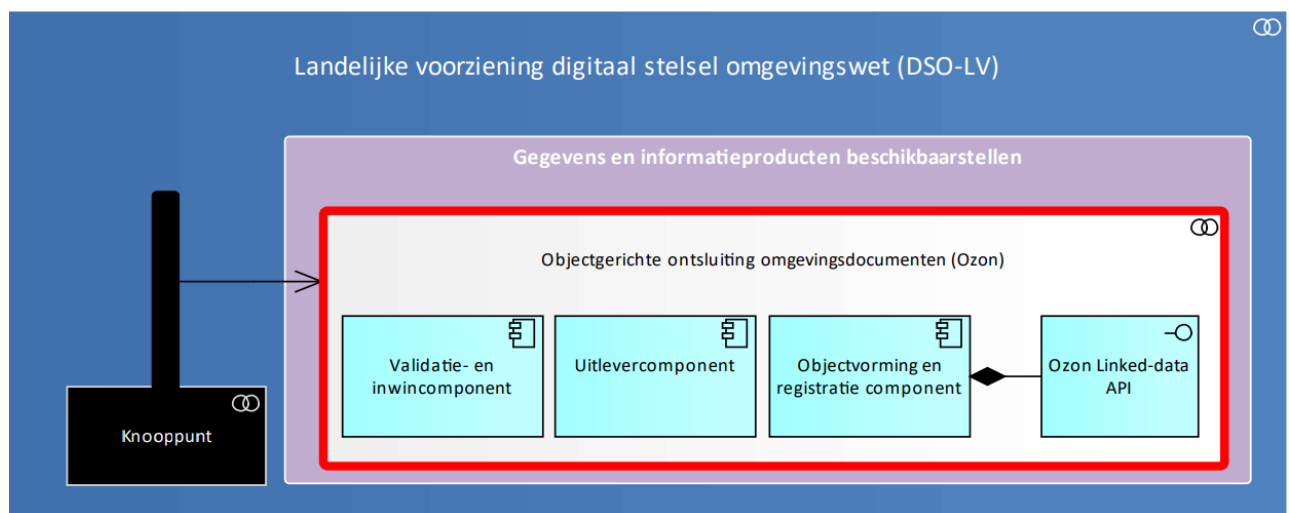 Landelijke voorziening digitaal stelsel omgevingswet (DSO-LV)
Gegevens en informatieproducten beschikbaarstellen
Objectgerichte ontsluiting omgevingsdocumenten (Ozon)
Validatie- en
inwincomponent
Uitlevercomponent
Objectvorming en
registratie component
Ozon Linked-data
API
Knooppunt